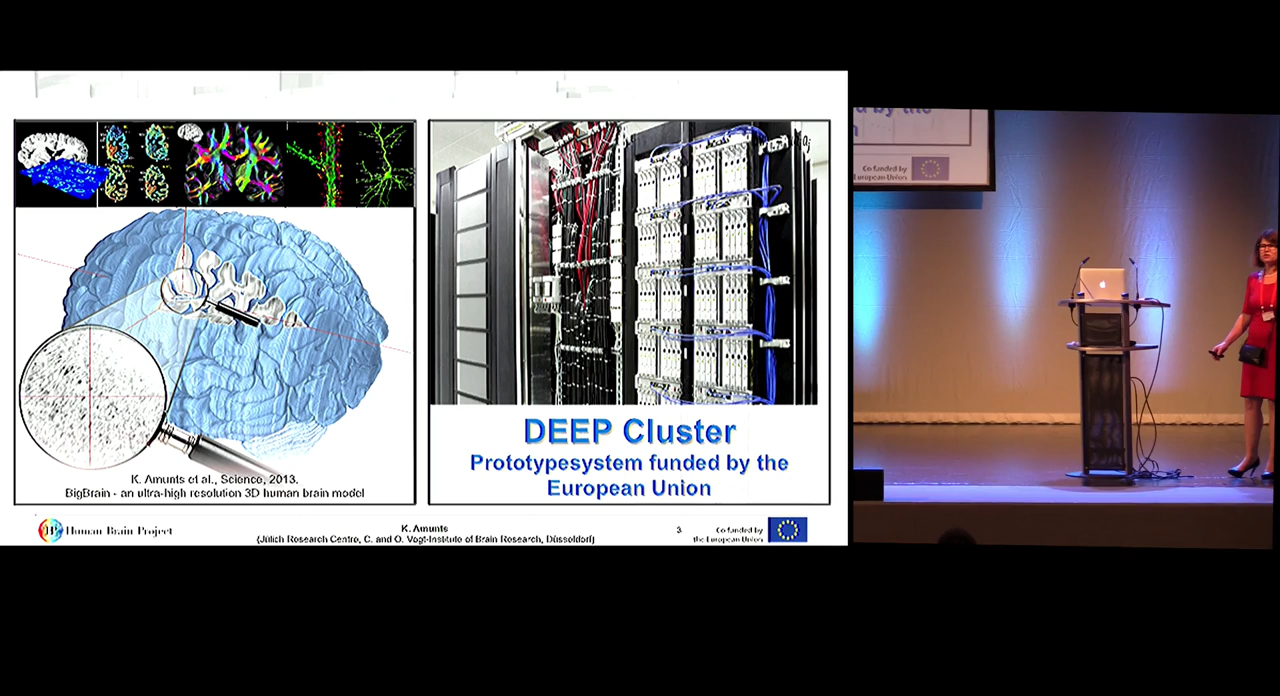 K. Amunts et al., Science, 2013.
BigBrain - an ultra-high resolution 3D human brain model
DEEP Cluster
Prototypesystem funded by the
European Union
Human Brain Project
K. Amunts
(Jülich Research Centre, C. and O. Vogt-Institute of Brain Research, Düsseldorf)
3
Co-funded by
the European Union
d by the
Co funded by
European Union